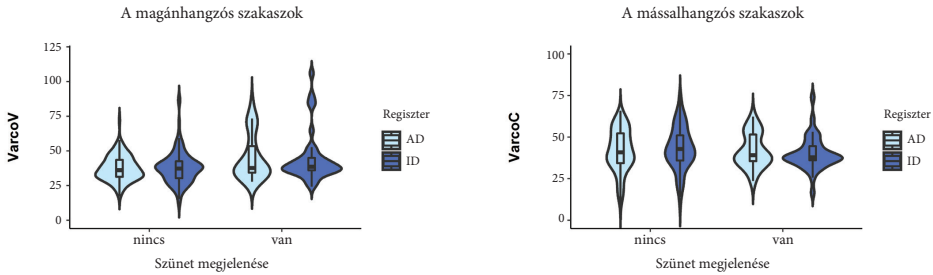 A magánhangzós szakaszok
VarcoV
125
100
75
50
25
0
nincs
van
Szünet megjelenése
Regiszter
AD
ID
A mássalhangzós szakaszok
VarcoC
100
75
50
25
0
nincs
van
Szünet megjelenése
Regiszter
AD
ID